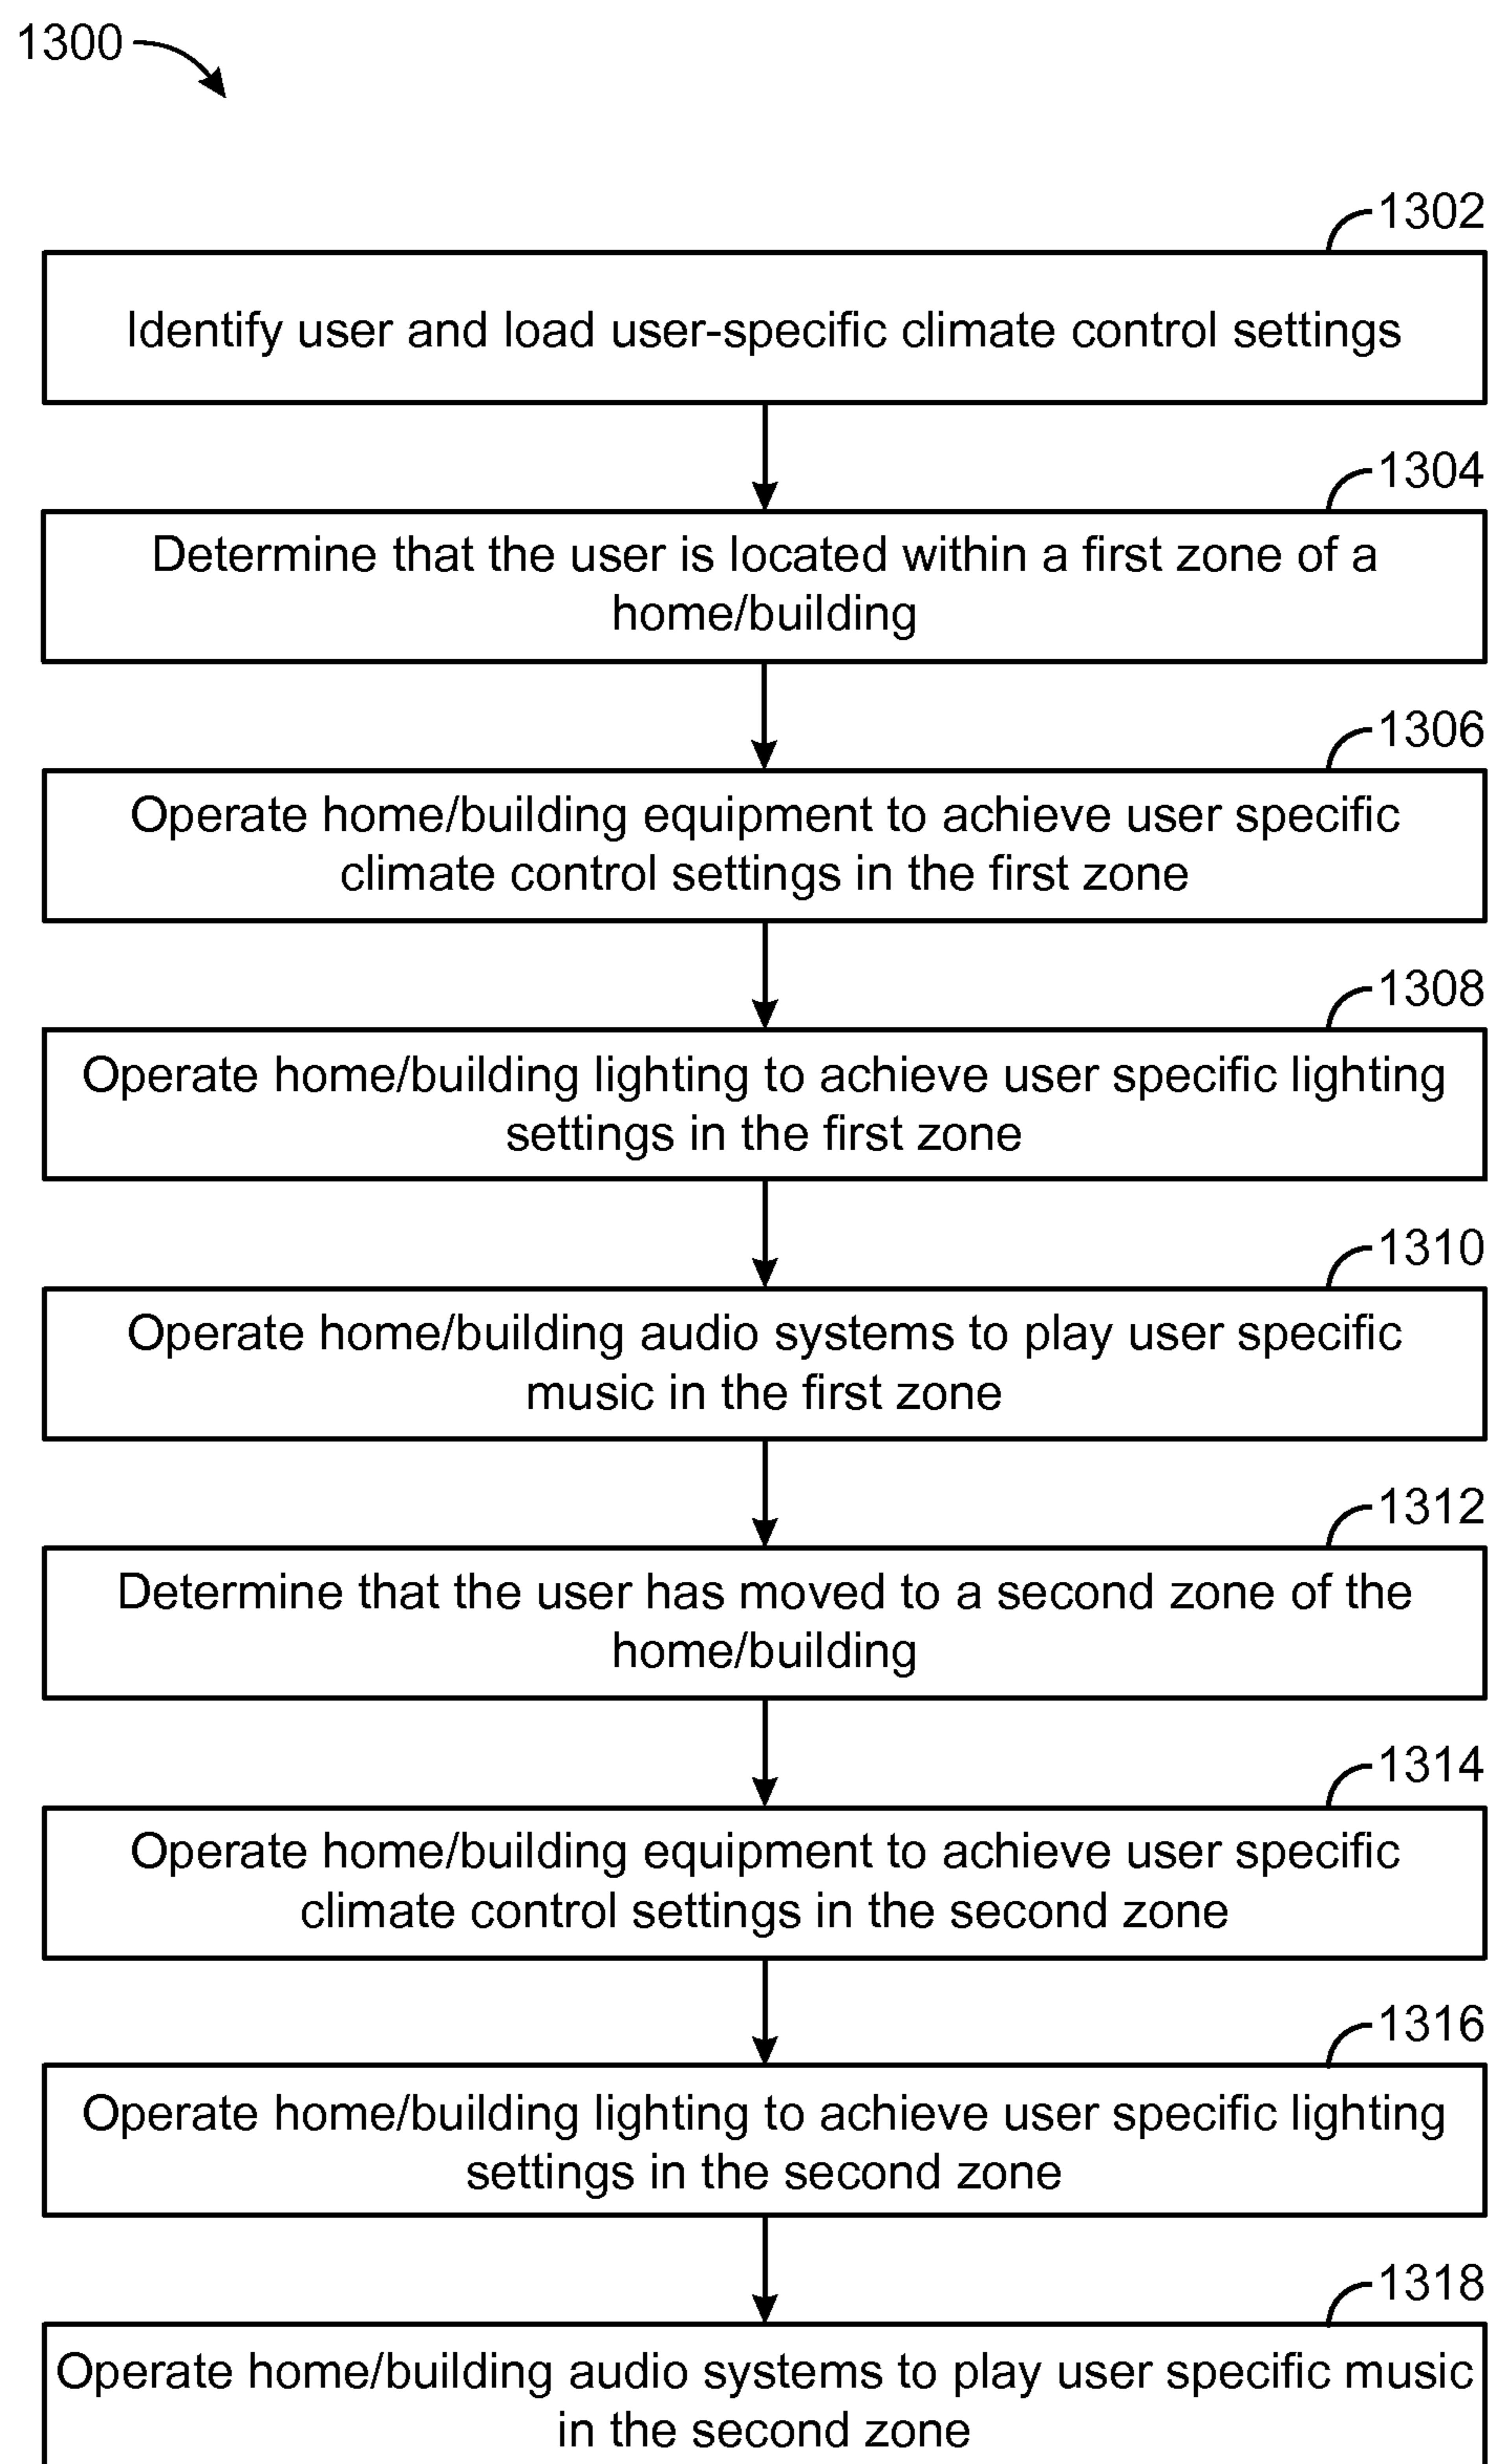 1300
1302
Identify user and load user-specific climate control settings
1304
Determine that the user is located within a first zone of a
home/building
1306
Operate home/building equipment to achieve user specific
climate control settings in the first zone
1308
Operate home/building lighting to achieve user specific lighting
settings in the first zone
1310
Operate home/building audio systems to play user specific
music in the first zone
1312
Determine that the user has moved to a second zone of the
home/building
1314
Operate home/building equipment to achieve user specific
climate control settings in the second zone
1316
Operate home/building lighting to achieve user specific lighting
settings in the second zone
1318
Operate home/building audio systems to play user specific music
in the second zone